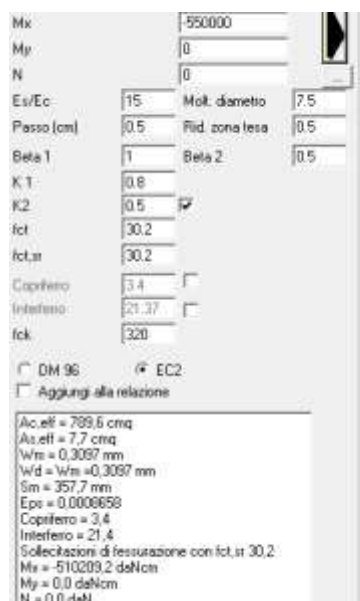 Mx -550000
My 0
N 0
...
Es/Ec 15 Molt. diametro 7.5
Passo (cm) 0.5 Rid. zona tesa 0.5
Beta 1 1 Beta 2 0.5
K 1 0.8
K2 0.5
fct 30.2
fct,sr 30.2
Copriferro 3.4
Interferro 21.37
fck 320
DM 96 EC2
Aggiungi alla relazione
Ac,eff = 789,6 cmq
As,eff = 7,7 cmq
Wm = 0,3097 mm
Wd = Wm =0,3097 mm
Sm = 357,7 mm
Eps = 0,0008658
Copriferro = 3,4
Interferro = 21,4
Sollecitazioni di fessurazione con fct,sr 30,2
Mx = -510209,2 daNcm
My = 0,0 daNcm
N = 0,0 daN